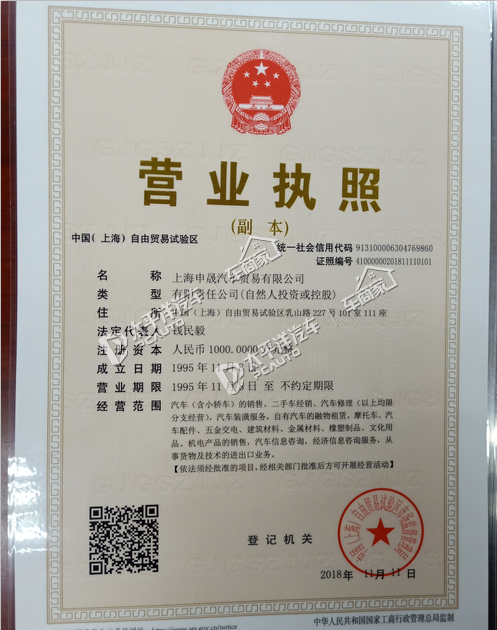 营业执照
(副 本)
中国(上海)自由贸易试验区
统一社会信用代码 913100006304769860
证照编号 41000000201811110101
名 称 上海申晟汽车贸易有限公司
类 型 有限责任公司(自然人投资或控股)
住 所 中国(上海)自由贸易试验区乳山路227号101室111座
法定代表人 钱民毅
注册资本 人民币1000.0000万元整
成立日期 1995年11月 日
营业期限 1995年11月 日 至 不约定期限
经营范围 汽车(含小轿车)的销售、二手车经销、汽车修理(以上均限
分支经营),汽车装潢服务,自有汽车的融物租赁,摩托车、汽
车配件、五金交电、建筑材料、金属材料、橡塑制品、文化用
品、机电产品的销售,汽车信息咨询,经济信息咨询服务,从
事货物及技术的进出口业务。
【依法须经批准的项目,经相关部门批准后方可开展经营活动】
登记机关
2018年 11月 11日
中华人民共和国国家工商行政管理总局监制
太平洋汽车
PCAUTO
车商家